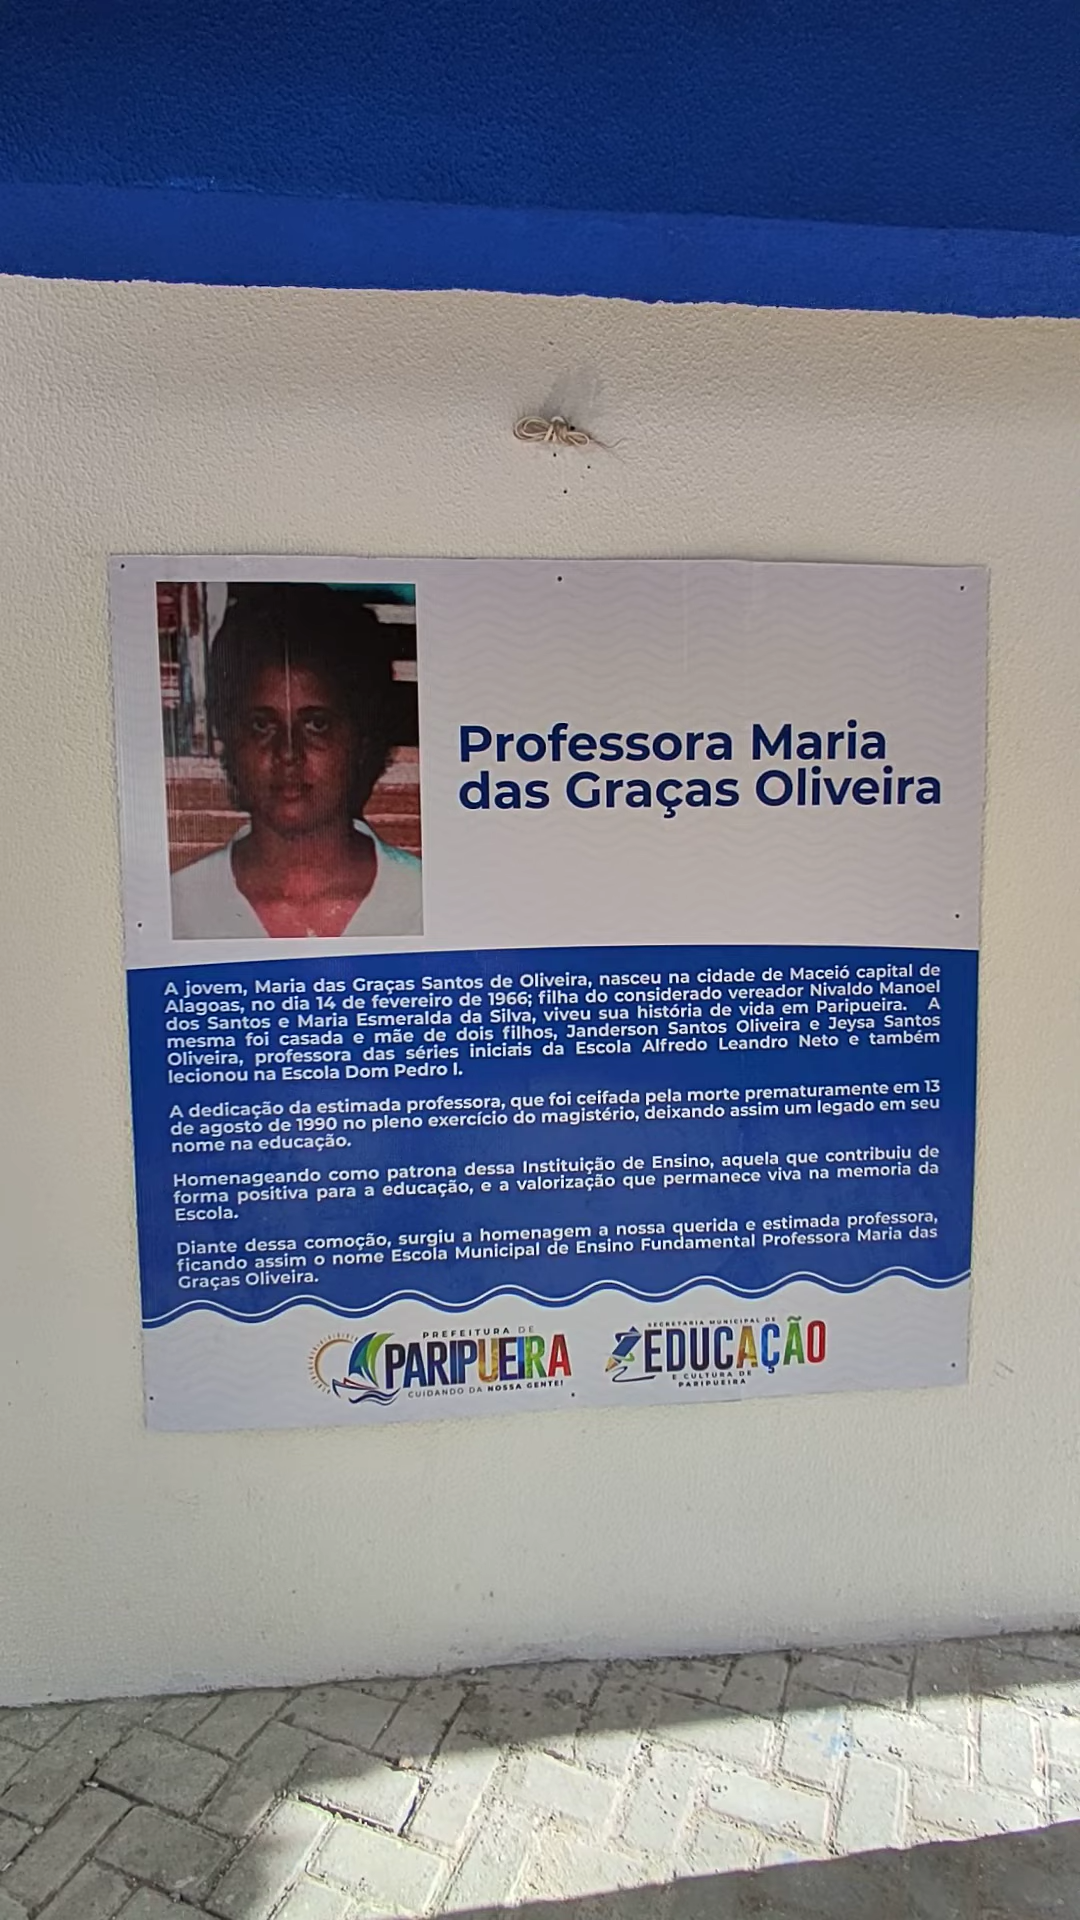 Professora Maria
das Graças Oliveira
A jovem, Maria das Graças Santos de Oliveira, nasceu na cidade de Maceió capital de
Alagoas, no dia 14 de fevereiro de 1966; filha do considerado vereador Nivaldo Manoel
dos Santos e Maria Esmeralda da Silva, viveu sua história de vida em Paripueira. A
mesma foi casada e mãe de dois filhos, Janderson Santos Oliveira e Jeysa Santos
Oliveira, professora das séries iniciais da Escola Alfredo Leandro Neto e também
lecionou na Escola Dom Pedro I.
A dedicação da estimada professora, que foi ceifada pela morte prematuramente em 13
de agosto de 1990 no pleno exercício do magistério, deixando assim um legado em seu
nome na educação.
Homenageando como patrona dessa Instituição de Ensino, aquela que contribuiu de
forma positiva para a educação, e a valorização que permanece viva na memoria da
Escola.
Diante dessa comoção, surgiu a homenagem a nossa querida e estimada professora,
ficando assim o nome Escola Municipal de Ensino Fundamental Professora Maria das
Graças Oliveira.
PREFEITURA DE
PARIPUEIRA
CUIDANDO DA NOSSA GENTE!
SECRETARIA MUNICIPAL DE
EDUCAÇÃO
E CULTURA DE
PARIPUEIRA